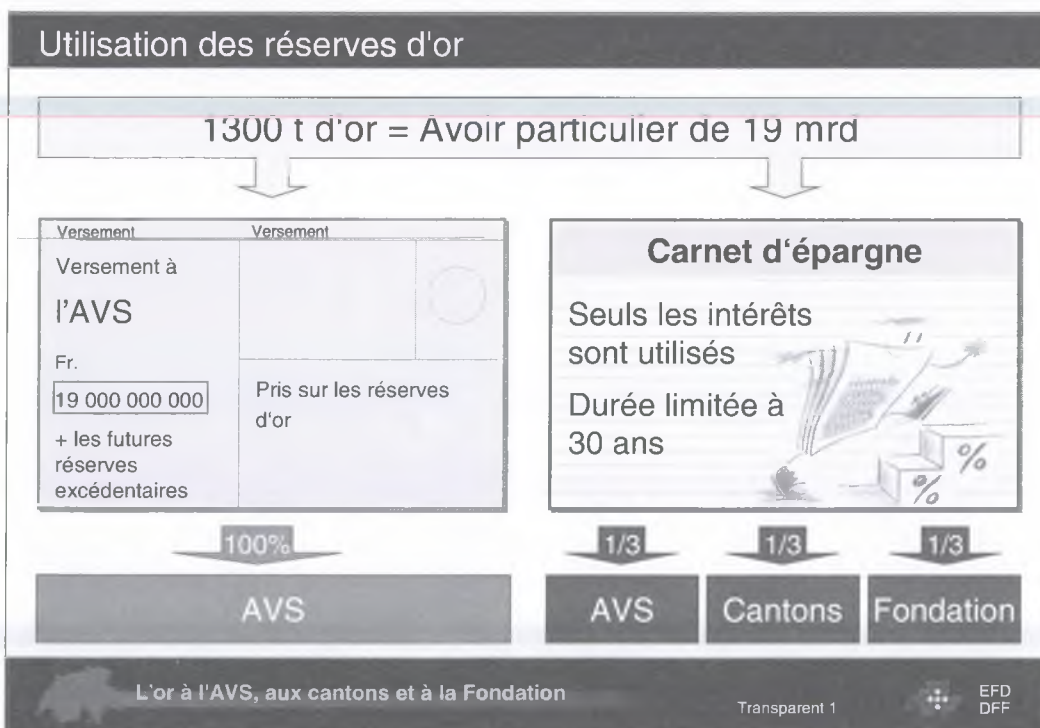 Utilisation des réserves d'or
1300 t d'or = Avoir particulier de 19 mrd
Versement
Versement
Versement à
l'AVS
Fr.
19 000 000 000
+ les futures
réserves
excédentaires
Pris sur les réserves
d'or
100%
AVS
Carnet d'épargne
Seuls les intérêts
sont utilisés
Durée limitée à
30 ans
%
%
1/3
1/3
1/3
AVS
Cantons
Fondation
L'or à l'AVS, aux cantons et à la Fondation
Transparent 1
EFD
DFF